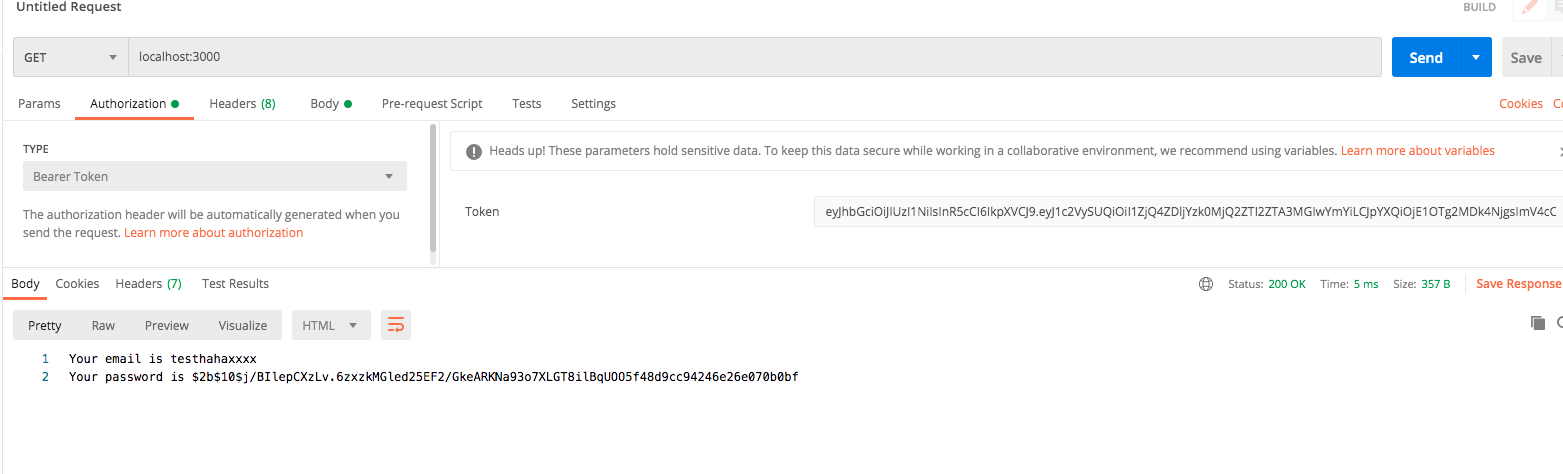 Untitled Request
BUILD
GET
localhost:3000
Send
Save
Params
Authorization
Headers (8)
Body
Pre-request Script
Tests
Settings
Cookies
TYPE
Bearer Token
The authorization header will be automatically generated when you
send the request. Learn more about authorization
Heads up! These parameters hold sensitive data. To keep this data secure while working in a collaborative environment, we recommend using variables. Learn more about variables
Token
eyJhbGciOiJIUzI1NiIsInR5cCI6IkpXVCJ9.eyJ1c2VySUQiOiI1ZjQ4ZDljYzk0MjQ2ZTI2ZTA3MGIwYmYiLCJpYXQiOjE1OTg2MDk4NjgsImV4cC
Body
Cookies
Headers (7)
Test Results
Status: 200 OK
Time: 5 ms
Size: 357 B
Save Response
Pretty
Raw
Preview
Visualize
HTML
1 Your email is testhahaxxxx
2 Your password is $2b$10$j/BIlepCXzLv.6zxzkMGled25EF2/GkeARKNa93o7XLGT8ilBqUOO5f48d9cc94246e26e070b0bf